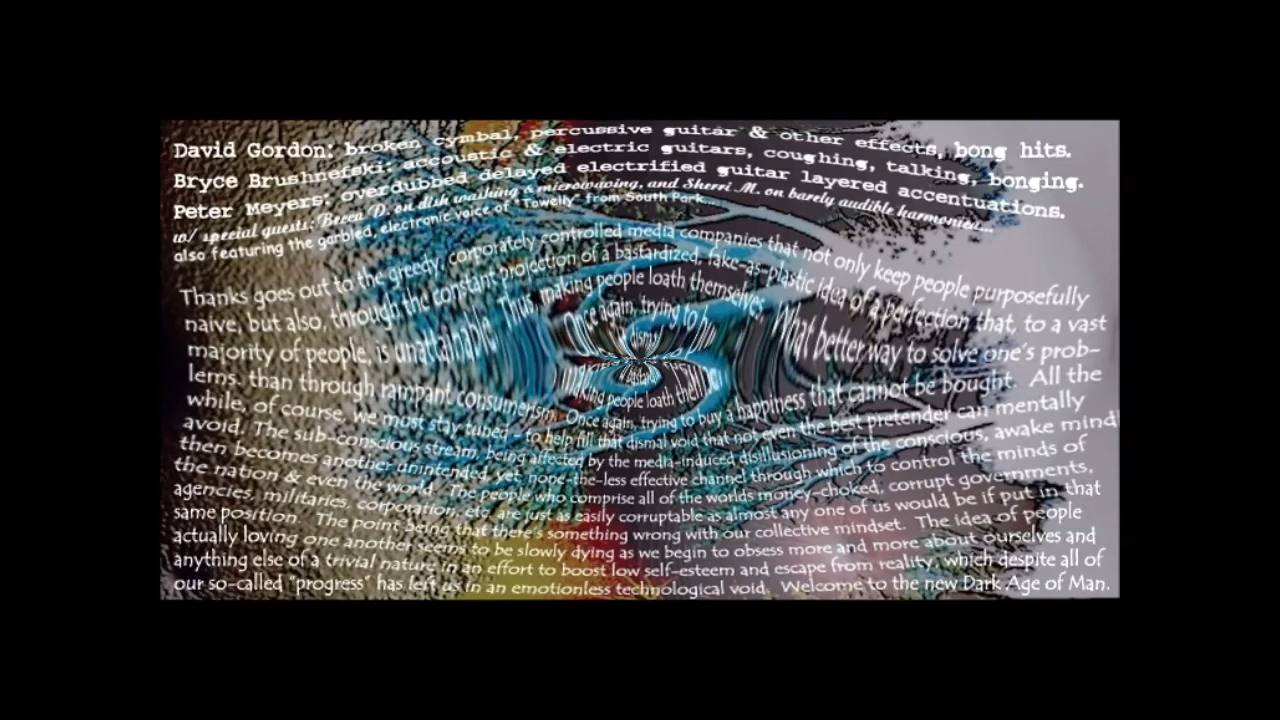 David Gordon: broken cymbal, percussive guitar & other effects, bong hits.
Bryce Brushnefski: accoustic & electric guitars, coughing, talking, bonging.
Peter Meyers: overdubbed delayed electrified guitar layered accentuations.
w/ special guests: Becca D. on dish washing & microwaving, and Sherri M. on barely audible harmonica...
also featuring the garbled, electronic voice of "Towelly" from South Park...
Thanks goes out to the greedy, corporately controlled media companies that not only keep people purposefully
naive, but also, through the constant projection of a bastardized, fake-as-plastic idea of a perfection that, to a vast
majority of people, is unattainable. Thus, making people loath themselves. What better way to solve one's prob-
lems, than through rampant consumerism. Once again, trying to buy a happiness that cannot be bought. All the
while, of course, we most stay tuned - to help fill that dismal void that not even the best pretender can mentally
avoid. The sub-conscious stream, being affected by the media-induced disillusioning of the conscious, awake mind
then becomes another unintended, yet, none-the-less effective channel through which to control the minds of
the nation & even the world. The people who comprise all of the worlds money-choked, corrupt governments,
agencies, militaries, corporation, etc. are just as easily corruptable as almost any one of us would be if put in that
same position. The point being that there's something wrong with our collective mindset. The idea of people
actually loving one another seems to be slowly dying as we begin to obsess more and more about ourselves and
anything else of a trivial nature in an effort to boost low self-esteem and escape from reality, which despite all of
our so-called "progress" has left us in an emotionless technological void. Welcome to the new Dark Age of Man.